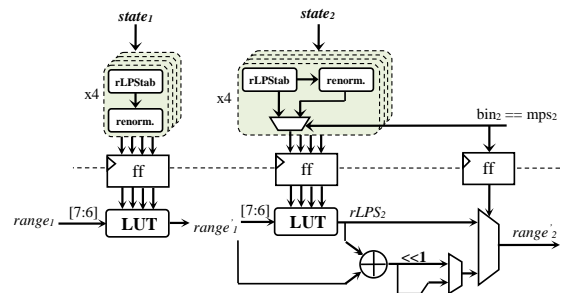 state₁ state₂
rLPStab rLPStab renorm.
x4 x4
renorm.
bin₂ == mps₂
ff ff ff
range₁ [7:6] LUT range'₁ [7:6] LUT rLPS₂
range'₂
<<1